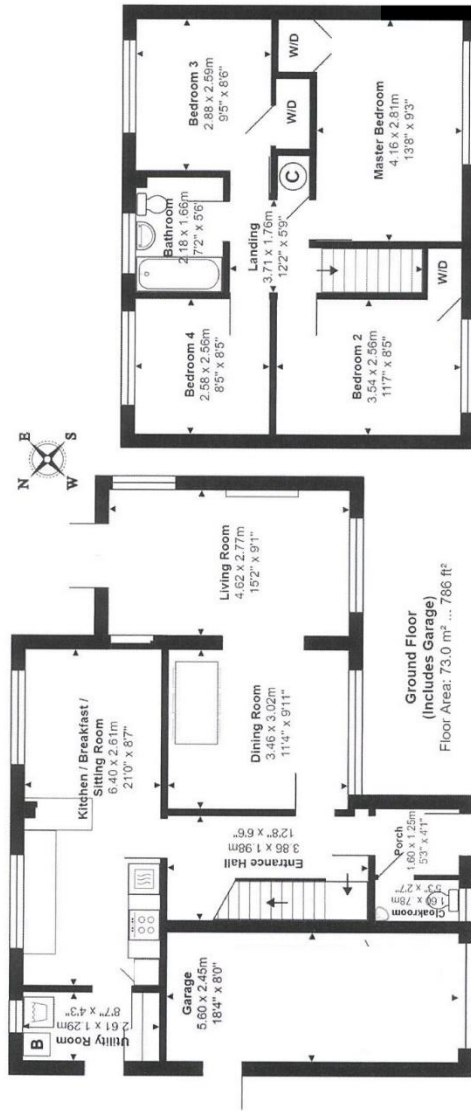 Kitchen / Breakfast /
Sitting Room
6.40 x 2.61m
21'0" x 8'7"
B
Utility Room
2.61 x 1.29m
8'7" x 4'3"
Garage
5.60 x 2.45m
18'4" x 8'0"
Entrance Hall
3.86 x 1.98m
12'8" x 6'6"
Cloakroom
1.60 x .78m
5'3" x 2'7"
Porch
1.60 x 1.25m
5'3" x 4'1"
Dining Room
3.46 x 3.02m
11'4" x 9'11"
Living Room
4.62 x 2.77m
15'2" x 9'1"
Ground Floor
(Includes Garage)
Floor Area: 73.0 m² ... 786 ft²
N
E
S
W
Bedroom 4
2.58 x 2.56m
8'5" x 8'5"
Bathroom
2.18 x 1.66m
7'2" x 5'6"
Bedroom 3
2.88 x 2.59m
9'5" x 8'6"
Landing
3.71 x 1.76m
12'2" x 5'9"
C
W/D
W/D
Bedroom 2
3.54 x 2.56m
11'7" x 8'5"
W/D
Master Bedroom
4.16 x 2.81m
13'8" x 9'3"